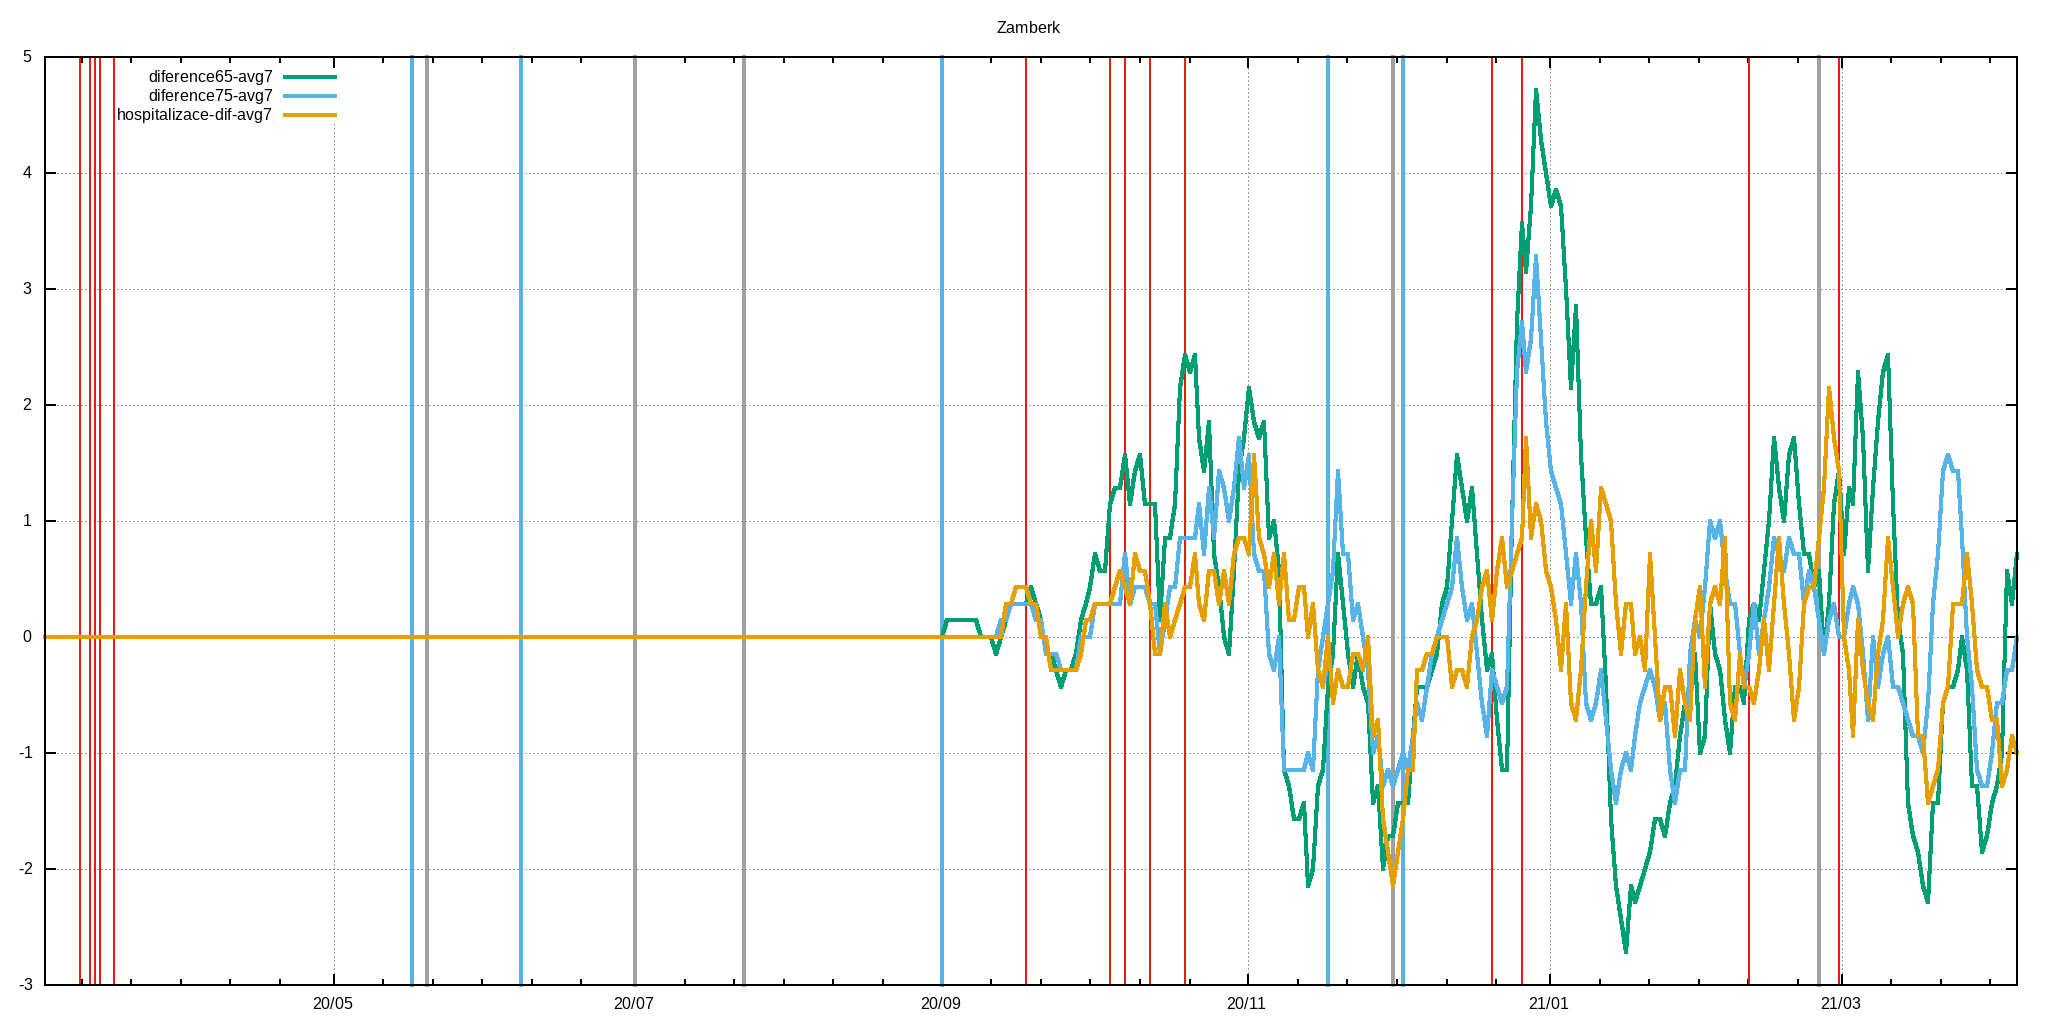 Zamberk
diference65-avg7
diference75-avg7
hospitalizace-dif-avg7
5
4
3
2
1
0
-1
-2
-3
20/05 20/07 20/09 20/11 21/01 21/03